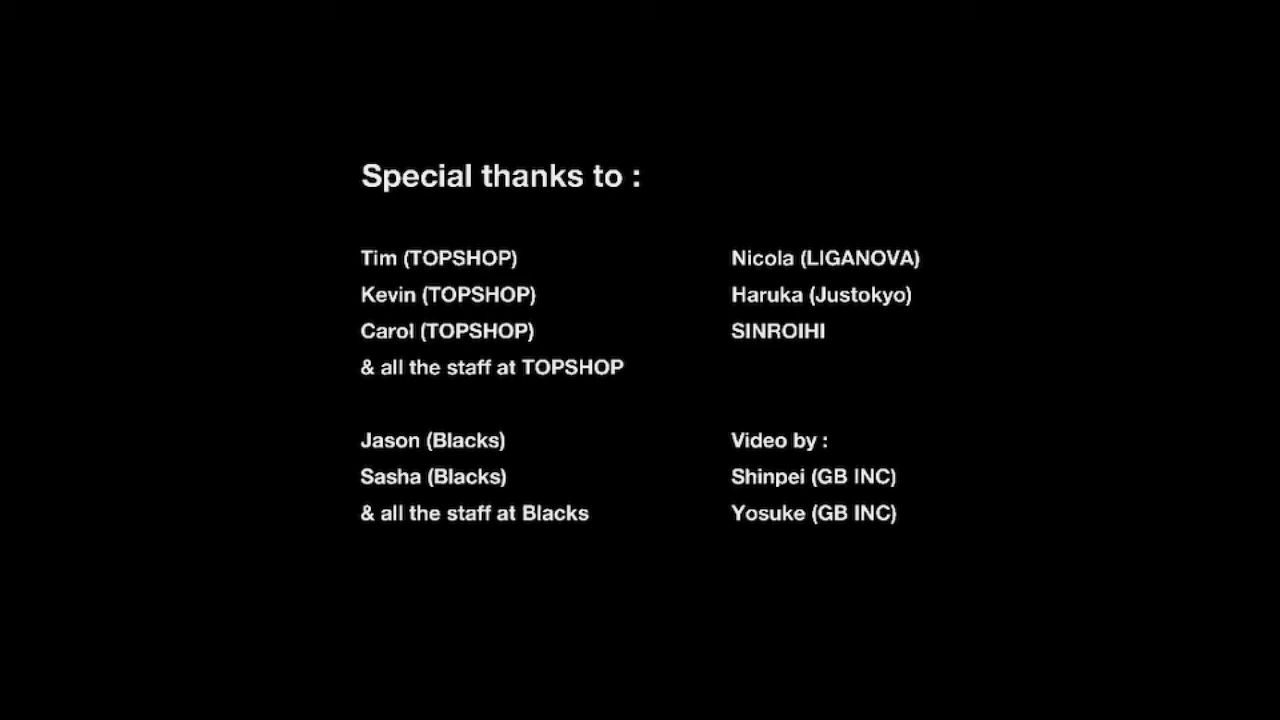 Special thanks to :
Tim (TOPSHOP)
Kevin (TOPSHOP)
Carol (TOPSHOP)
& all the staff at TOPSHOP
Jason (Blacks)
Sasha (Blacks)
& all the staff at Blacks
Nicola (LIGANOVA)
Haruka (Justokyo)
SINROIHI
Video by :
Shinpei (GB INC)
Yosuke (GB INC)